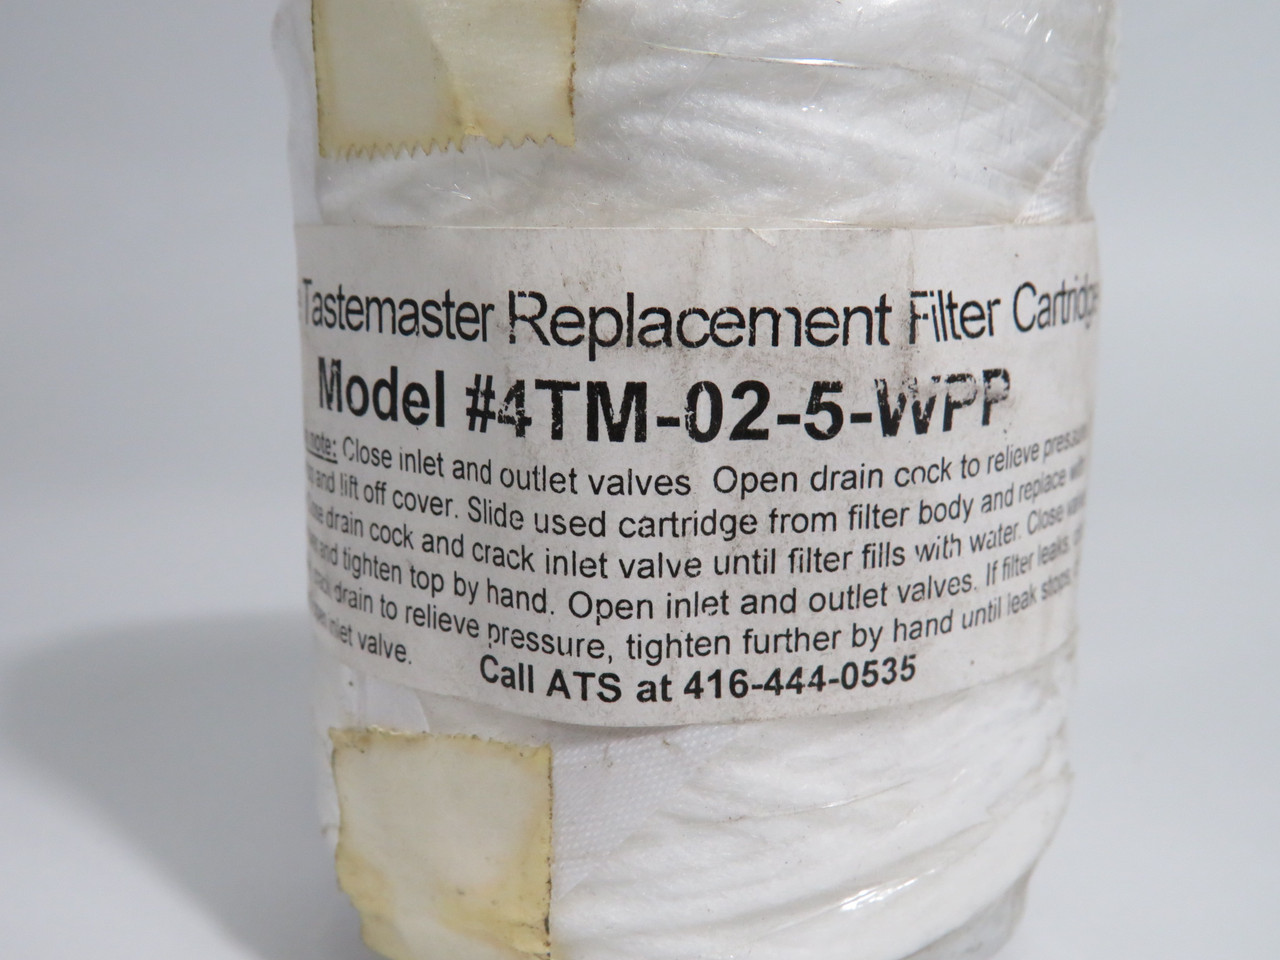 Tastemaster Replacement Filter Cartridge
Model #4TM-02-5-WPP
note: Close inlet and outlet valves Open drain cock to relieve pressure
and lift off cover. Slide used cartridge from filter body and replace with
drain cock and crack inlet valve until filter fills with water. Close
and tighten top by hand. Open inlet and outlet valves. If filter leaks,
drain to relieve pressure, tighten further by hand until leak stops,
inlet valve.
Call ATS at 416-444-0535